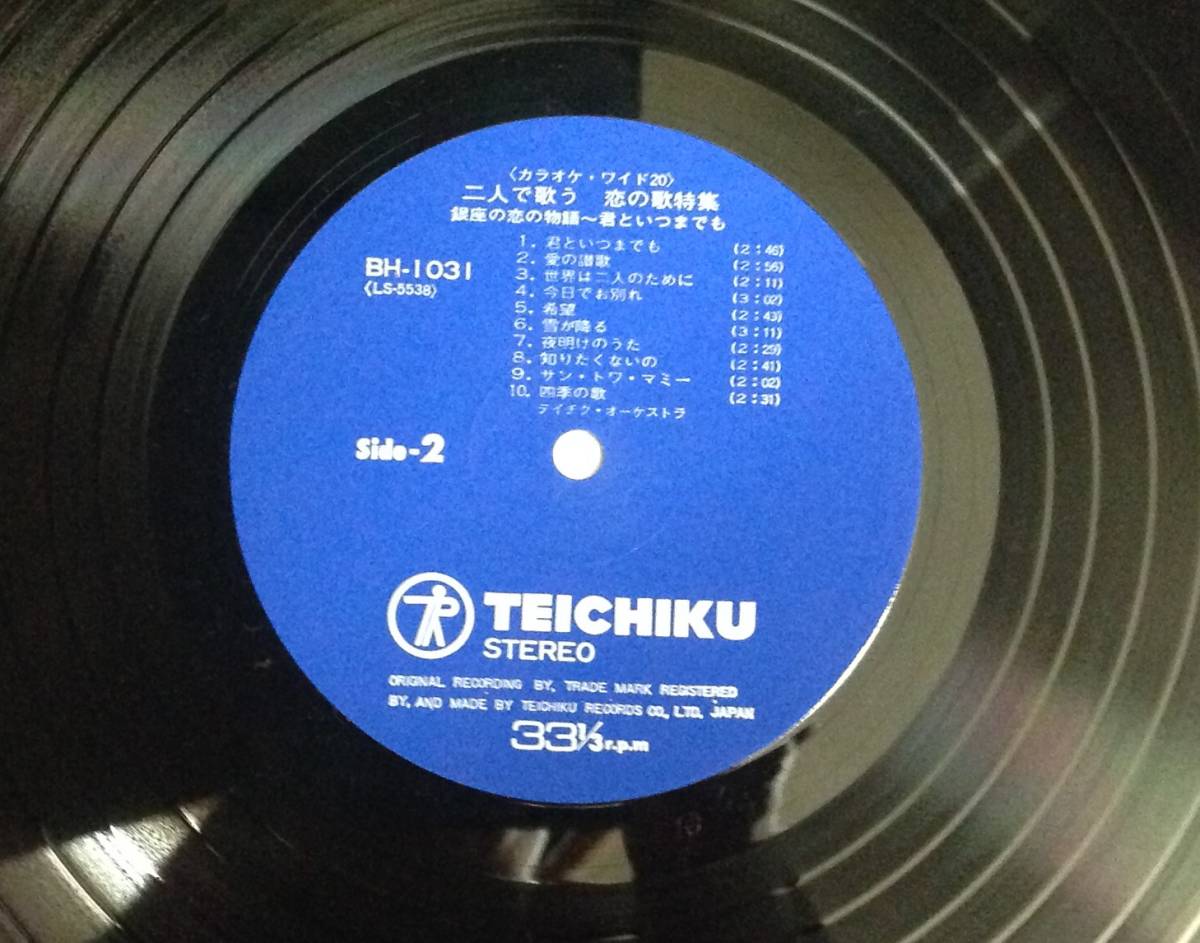 〈カラオケ・ワイド20〉
二人で歌う 恋の歌特集
銀座の恋の物語～君といつまでも
BH-1031
〈LS-5538〉
1. 君といつまでも (2:46)
2. 愛の讃歌 (2:56)
3. 世界は二人のために (2:11)
4. 今日でお別れ (3:02)
5. 希望 (2:43)
6. 雪が降る (3:11)
7. 夜明けのうた (2:29)
8. 知りたくないの (2:41)
9. サン・トワ・マミー (2:02)
10. 四季の歌 (2:31)
テイチク・オーケストラ
Side-2
TEICHIKU
STEREO
ORIGINAL RECORDING BY, TRADE MARK REGISTERED
BY, AND MADE BY TEICHIKU RECORDS CO., LTD. JAPAN
33⅓r.p.m